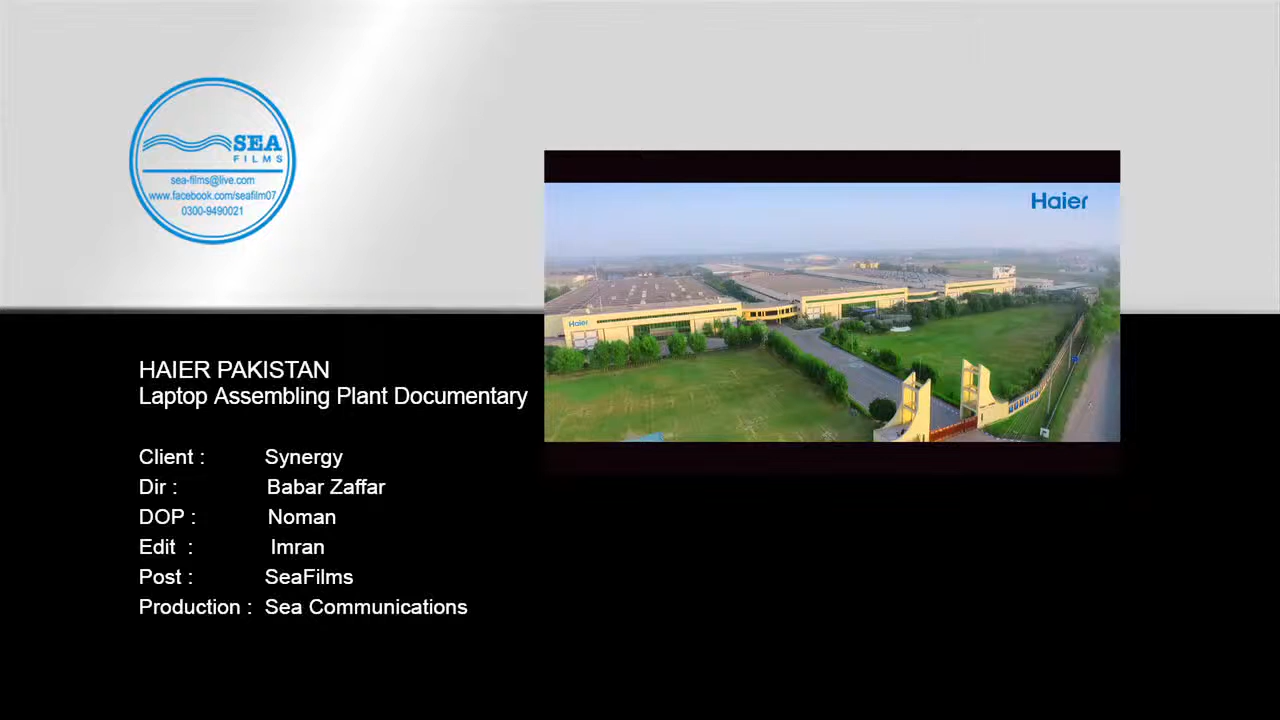 SEA
FILMS
sea-films@live.com
www.facebook.com/seafilm07
0300-9490021
Haier
Haier
HAIER PAKISTAN
Laptop Assembling Plant Documentary
Client : Synergy
Dir : Babar Zaffar
DOP : Noman
Edit : Imran
Post : SeaFilms
Production : Sea Communications